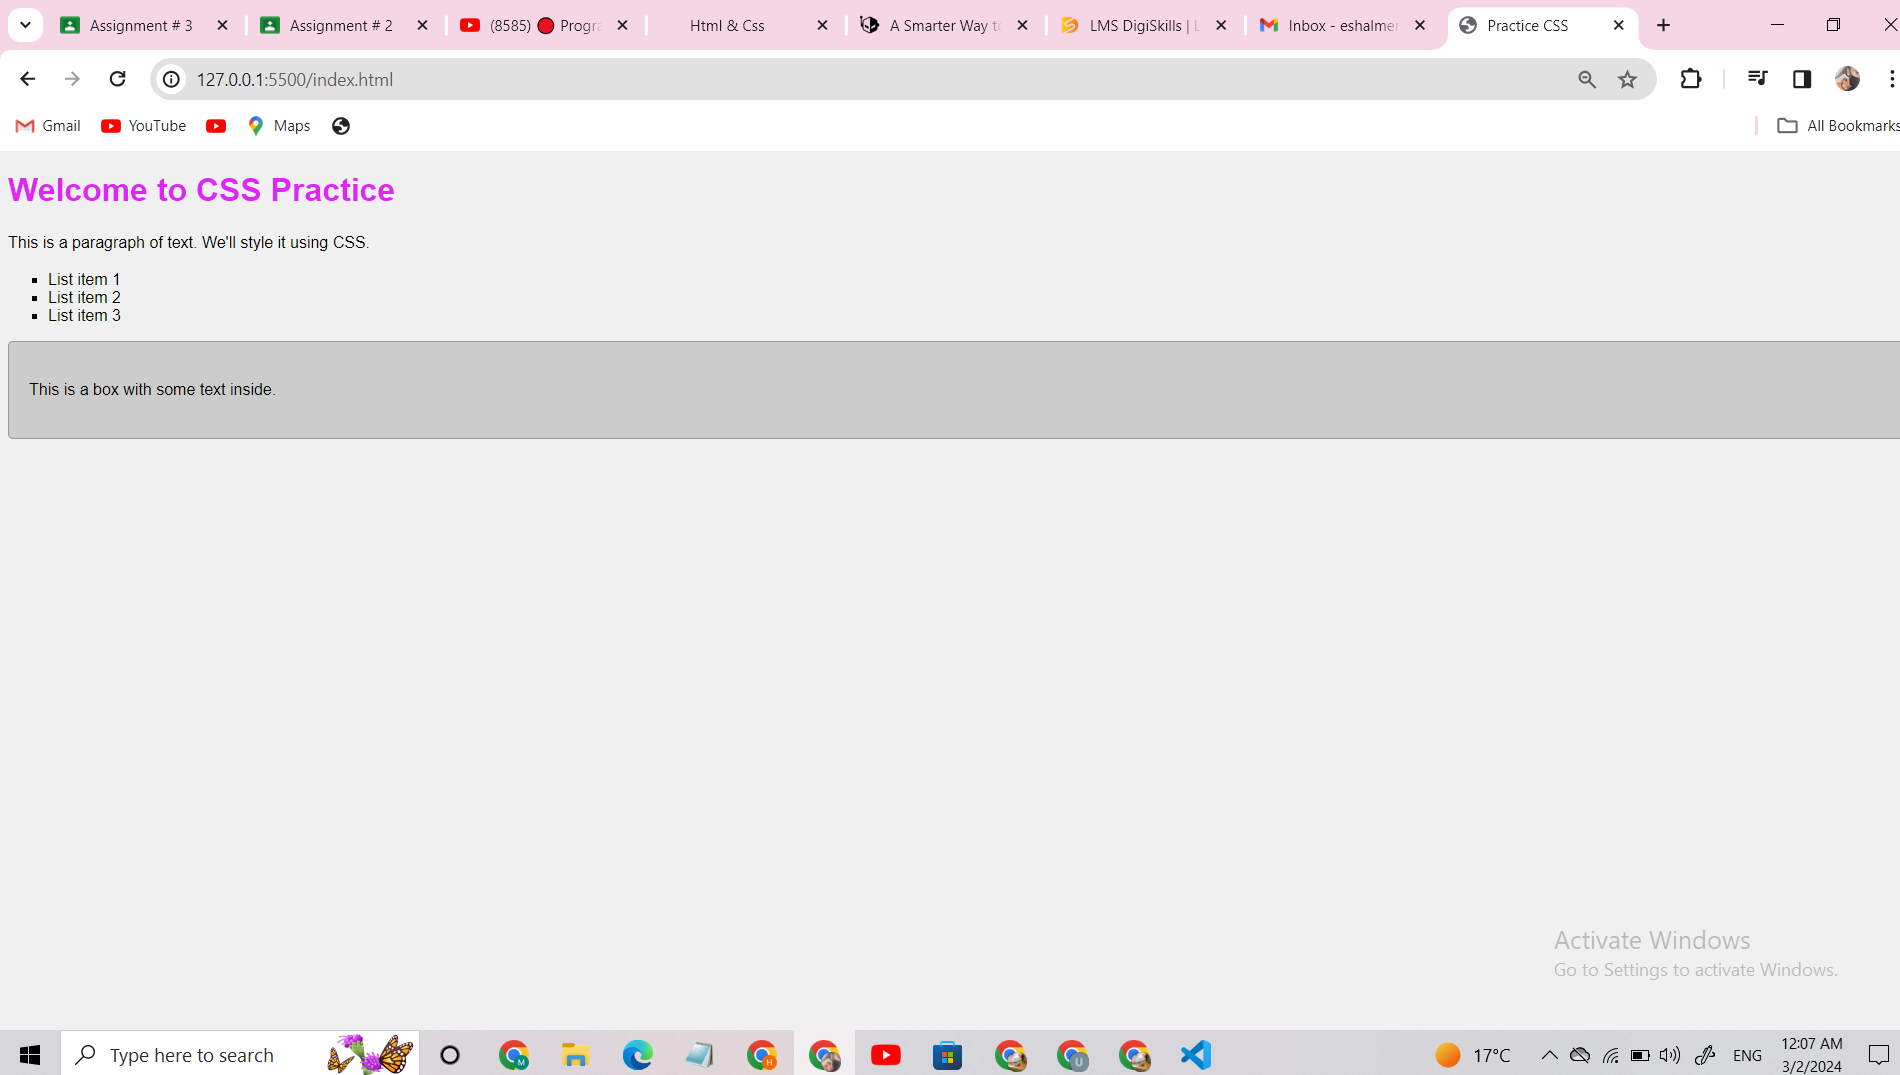 Assignment # 3
Assignment # 2
(8585) 🔴 Progra
Html & Css
A Smarter Way to
LMS DigiSkills | L
Inbox - eshalmer
Practice CSS
127.0.0.1:5500/index.html
Gmail
YouTube
Maps
All Bookmarks
Welcome to CSS Practice
This is a paragraph of text. We'll style it using CSS.
List item 1
List item 2
List item 3
This is a box with some text inside.
Activate Windows
Go to Settings to activate Windows.
Type here to search
M
H
U
17°C
ENG
12:07 AM
3/2/2024